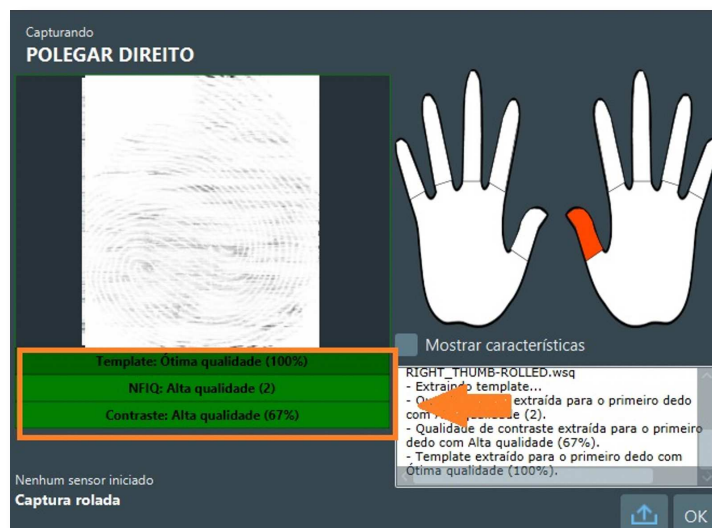 Capturando
POLEGAR DIREITO
Template: Ótima qualidade (100%)
NFIQ: Alta qualidade (2)
Contraste: Alta qualidade (67%)
Nenhum sensor iniciado
Captura rolada
Mostrar características
RIGHT_THUMB-ROLLED.wsq
- Extraindo template...
- extraída para o primeiro dedo
com qualidade (2).
- Qualidade de contraste extraída para o primeiro
dedo com Alta qualidade (67%).
- Template extraído para o primeiro dedo com
Ótima qualidade (100%).
OK